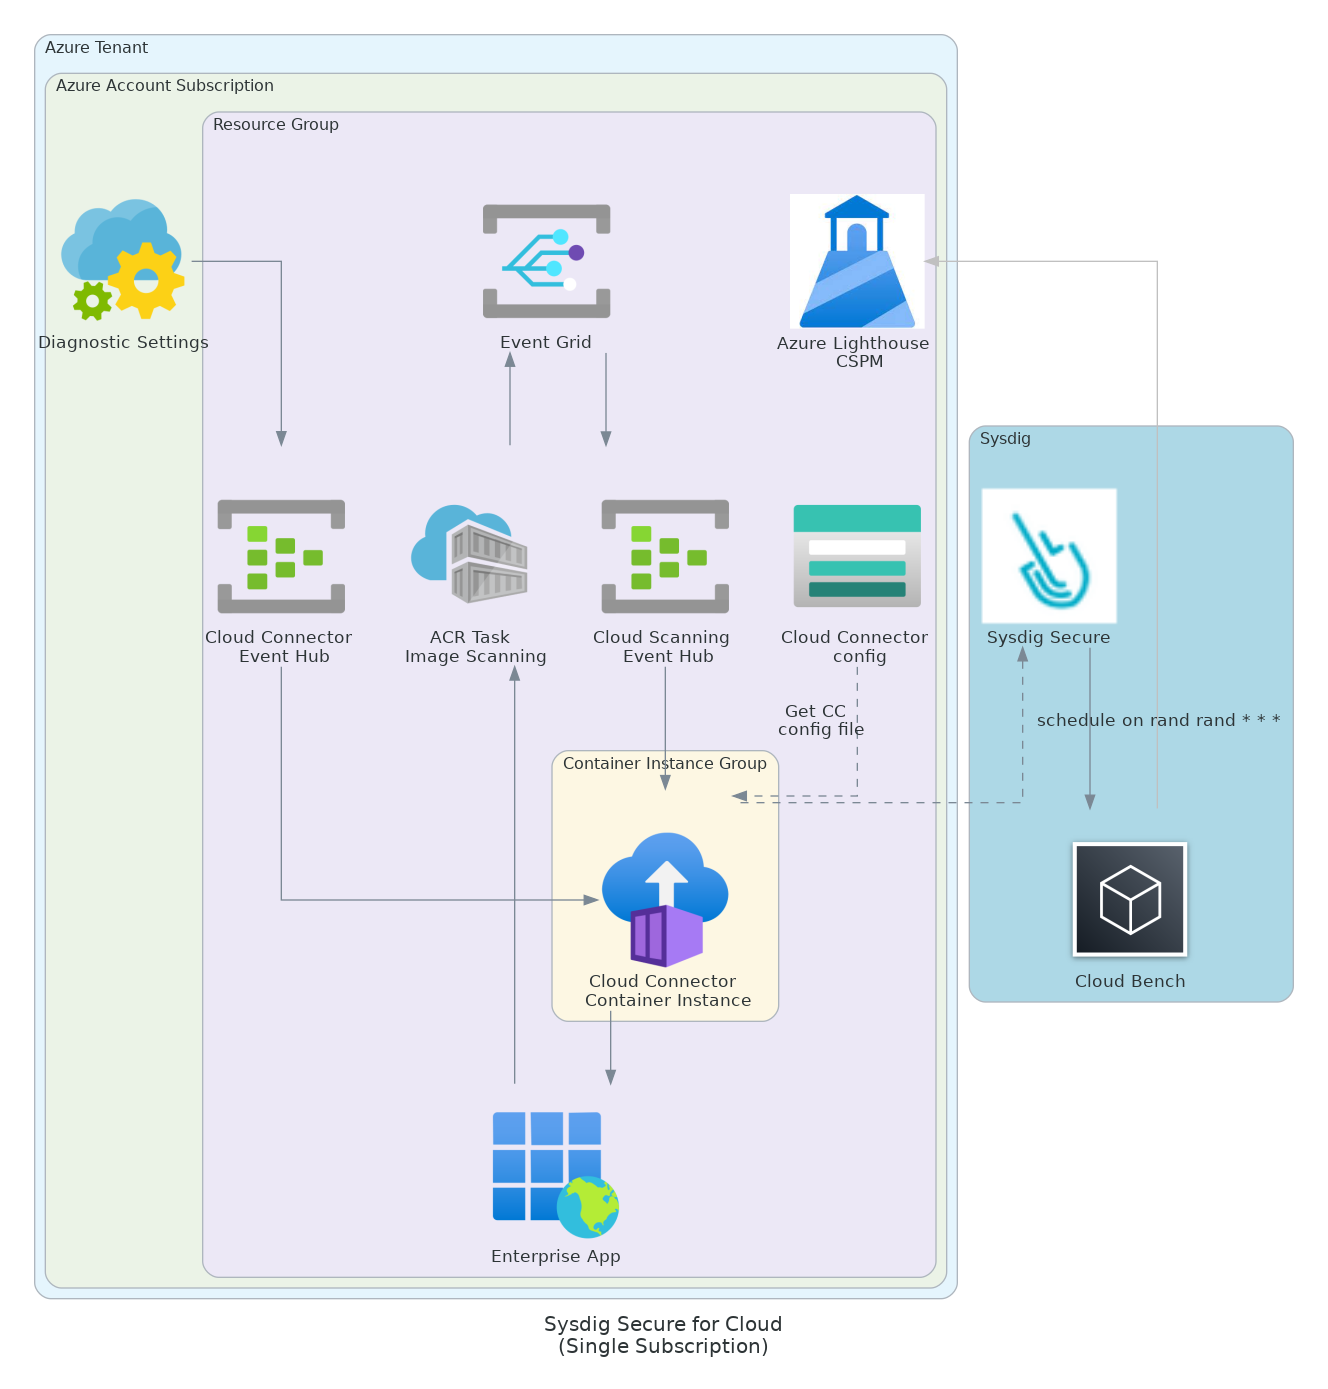 Azure Tenant
Azure Account Subscription
Resource Group
Diagnostic Settings
Event Grid
Azure Lighthouse
CSPM
Sysdig
Cloud Connector
Event Hub
ACR Task
Image Scanning
Cloud Scanning
Event Hub
Cloud Connector
config
Sysdig Secure
Get CC
config file
schedule on rand rand * * *
Container Instance Group
Cloud Connector
Container Instance
Cloud Bench
Enterprise App
Sysdig Secure for Cloud
(Single Subscription)